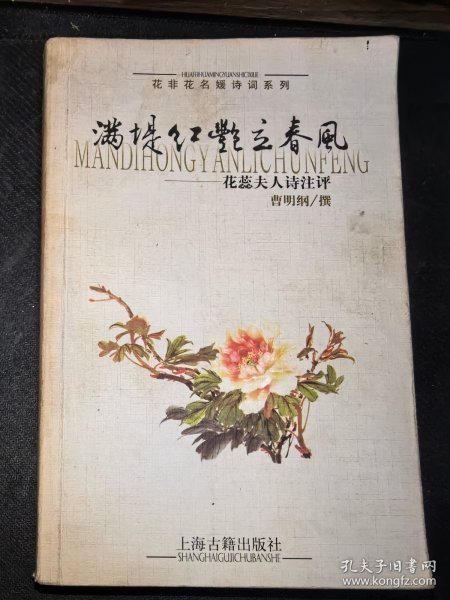 HUAFEIHUAMINGYUANSHICIXILIE
花非花名媛诗词系列
满堤红艳立春風
MANDIHONGYANLICHUNFENG
花蕊夫人诗注评
曹明纲/撰
上海古籍出版社
SHANGHAIGUJICHUBANSHE
孔夫子旧书网
www.kongfz.com